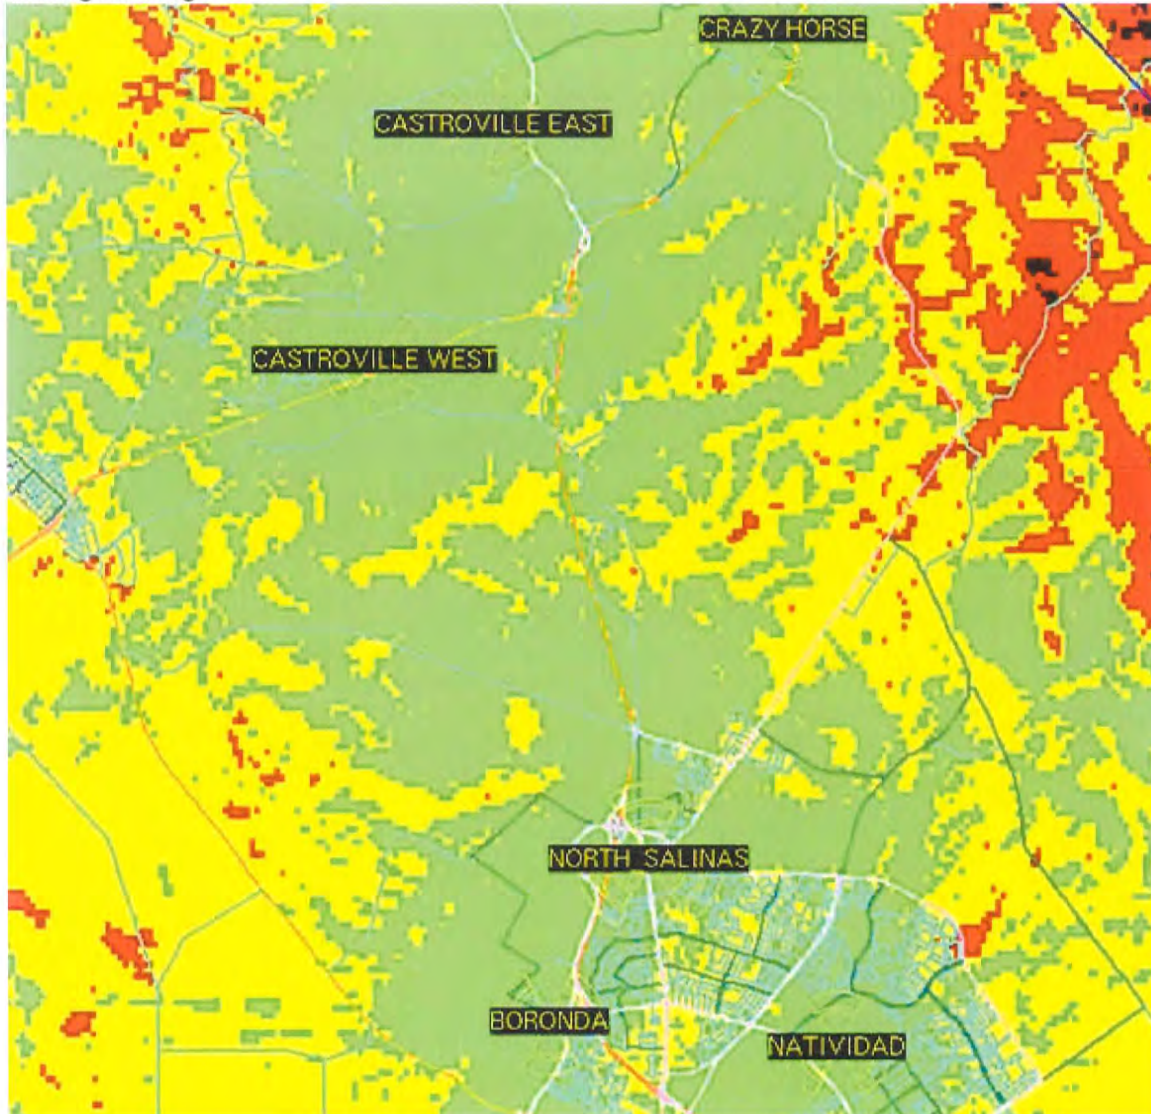 CRAZY HORSE
CASTROVILLE EAST
CASTROVILLE WEST
NORTH SALINAS
BORONDA
NATIVIDAD